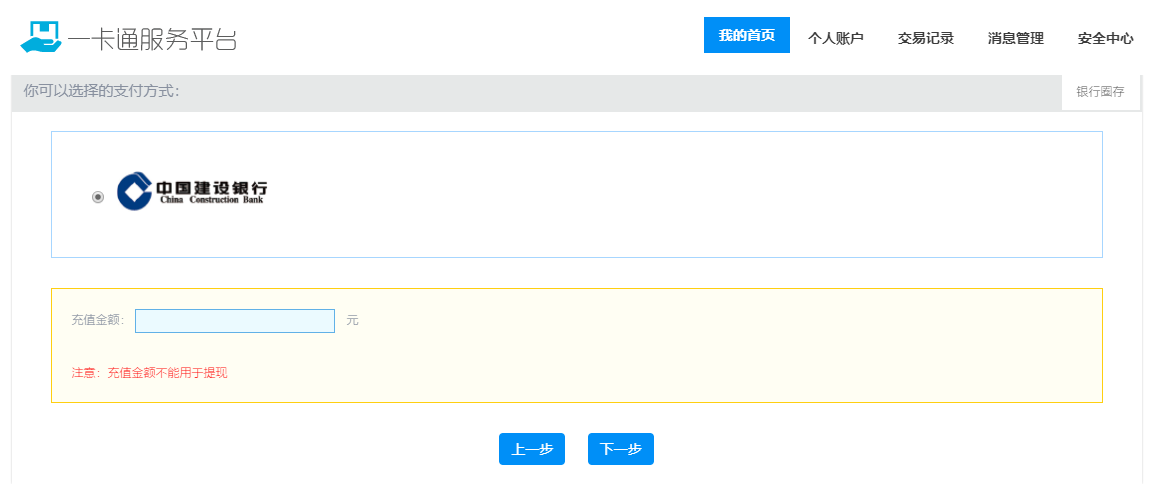 一卡通服务平台
我的首页 个人账户 交易记录 消息管理 安全中心
你可以选择的支付方式：
银行圈存
中国建设银行
China Construction Bank
充值金额： 元
注意：充值金额不能用于提现
上一步 下一步